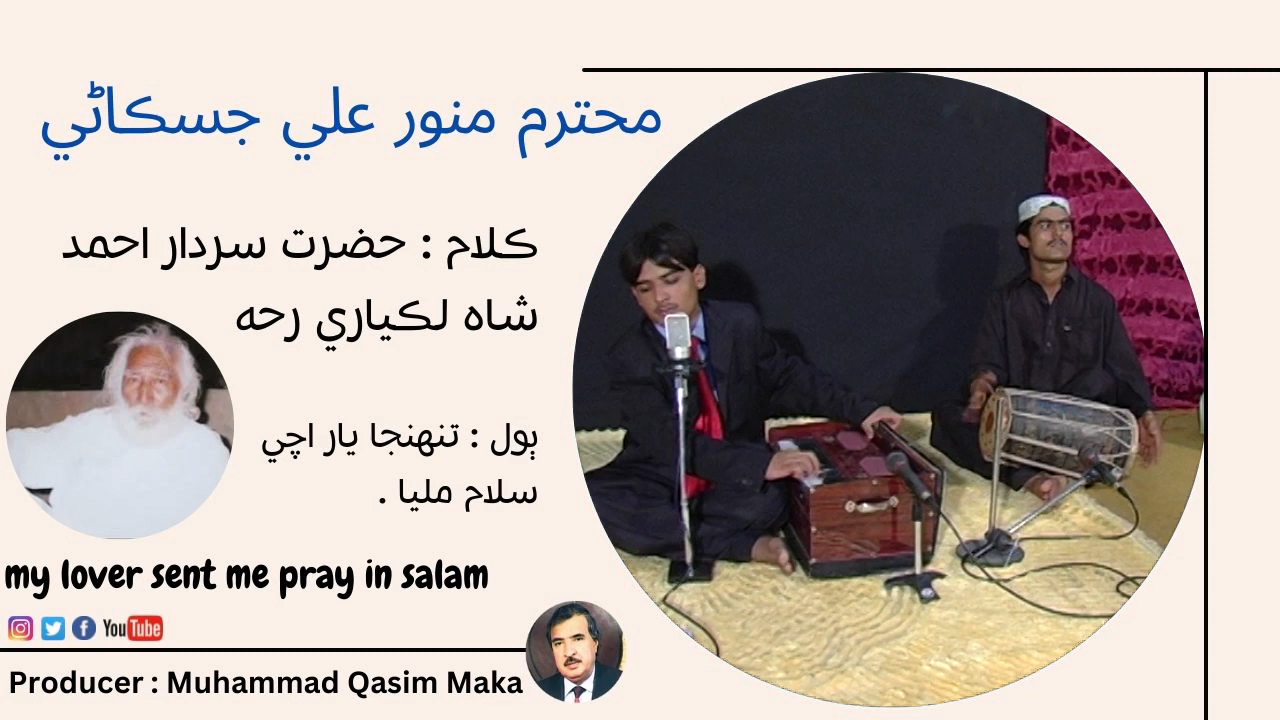 محترم منور علي جسڪاڻي
ڪلام : حضرت سردار احمد
شاه لڪياري رحه
ٻول : تنهنجا يار اچي
سلام مليا .
my lover sent me pray in salam
YouTube
Producer : Muhammad Qasim Maka